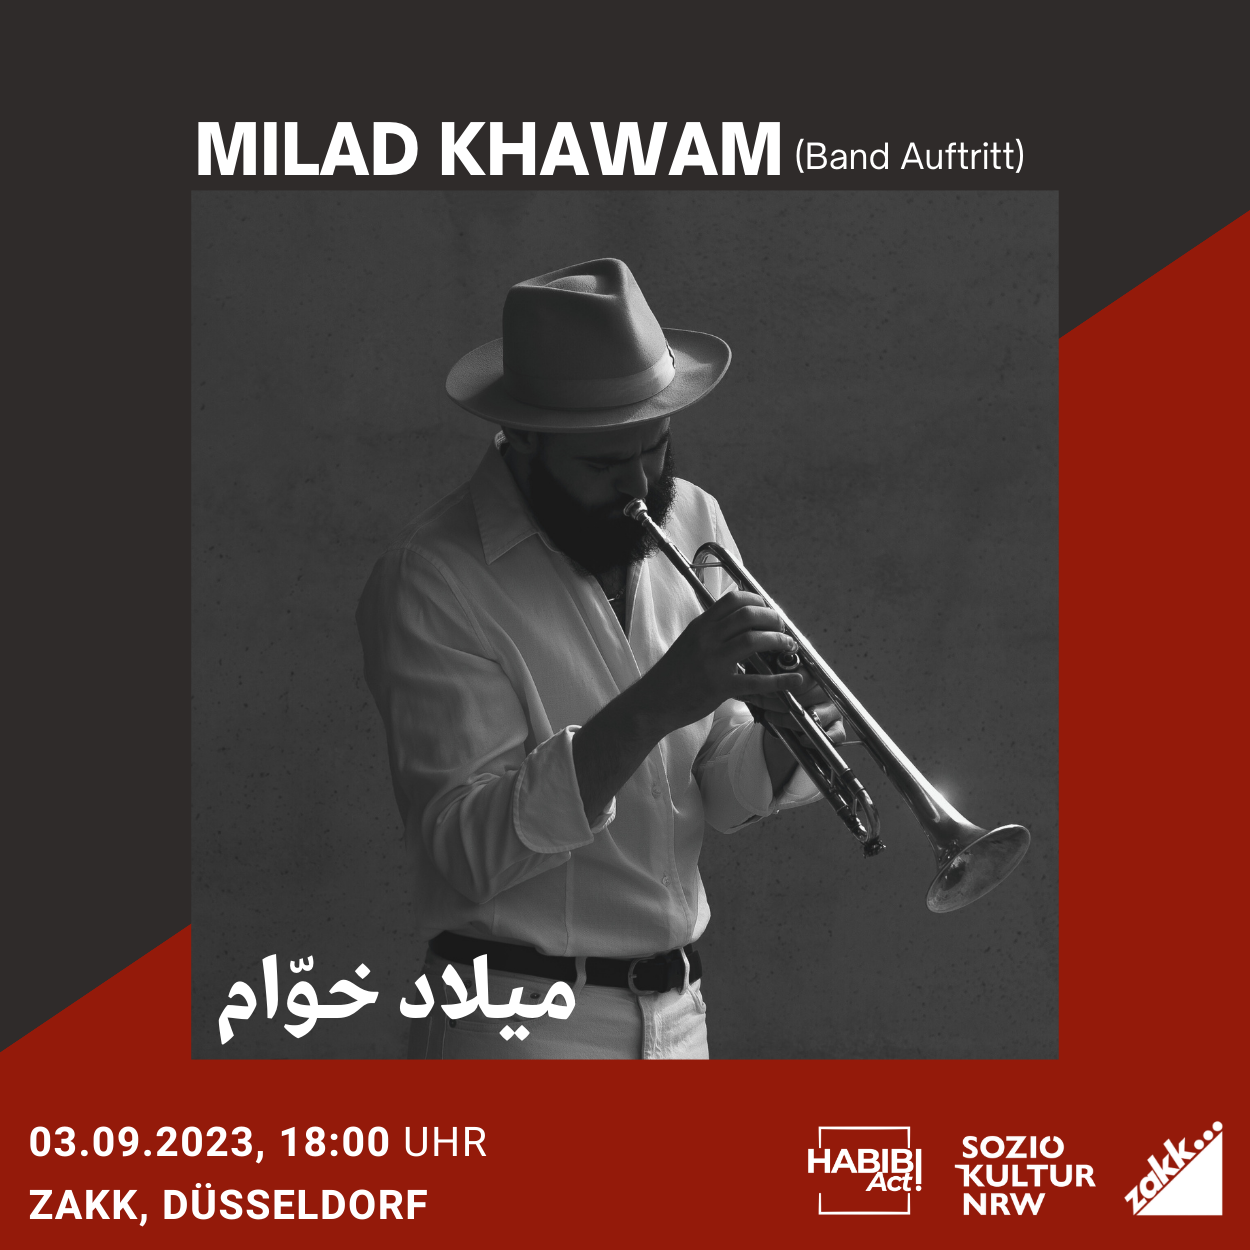 MILAD KHAWAM (Band Auftritt)
ميلاد خوّام
03.09.2023, 18:00 UHR
ZAKK, DÜSSELDORF
HABIBI
Act!
SOZIO
KULTUR
NRW
zakk...